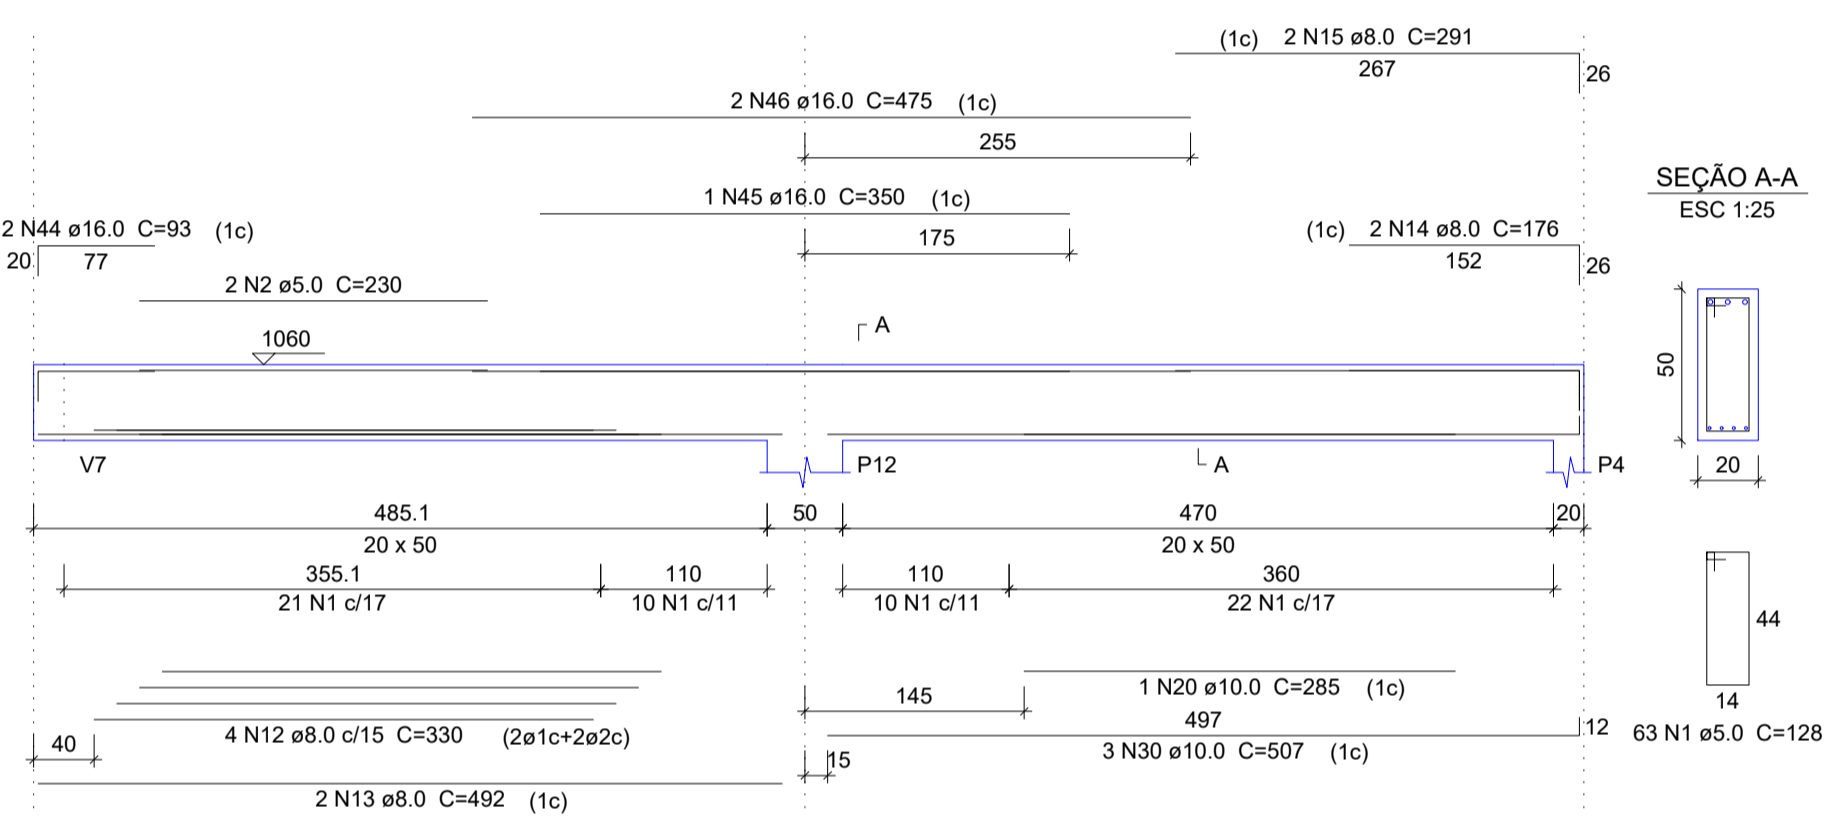 (1c) 2 N15 ø8.0 C=291
267
26
2 N46 ø16.0 C=475 (1c)
255
SEÇÃO A-A
ESC 1:25
1 N45 ø16.0 C=350 (1c)
175
2 N44 ø16.0 C=93 (1c)
20
77
(1c) 2 N14 ø8.0 C=176
152
26
2 N2 ø5.0 C=230
1060
A
50
20
V7
P12
A
P4
485.1
50
470
20
20 x 50
20 x 50
355.1
110
110
360
21 N1 c/17
10 N1 c/11
10 N1 c/11
22 N1 c/17
44
14
63 N1 ø5.0 C=128
1 N20 ø10.0 C=285 (1c)
145
497
12
4 N12 ø8.0 c/15 C=330 (2ø1c+2ø2c)
40
3 N30 ø10.0 C=507 (1c)
15
2 N13 ø8.0 C=492 (1c)